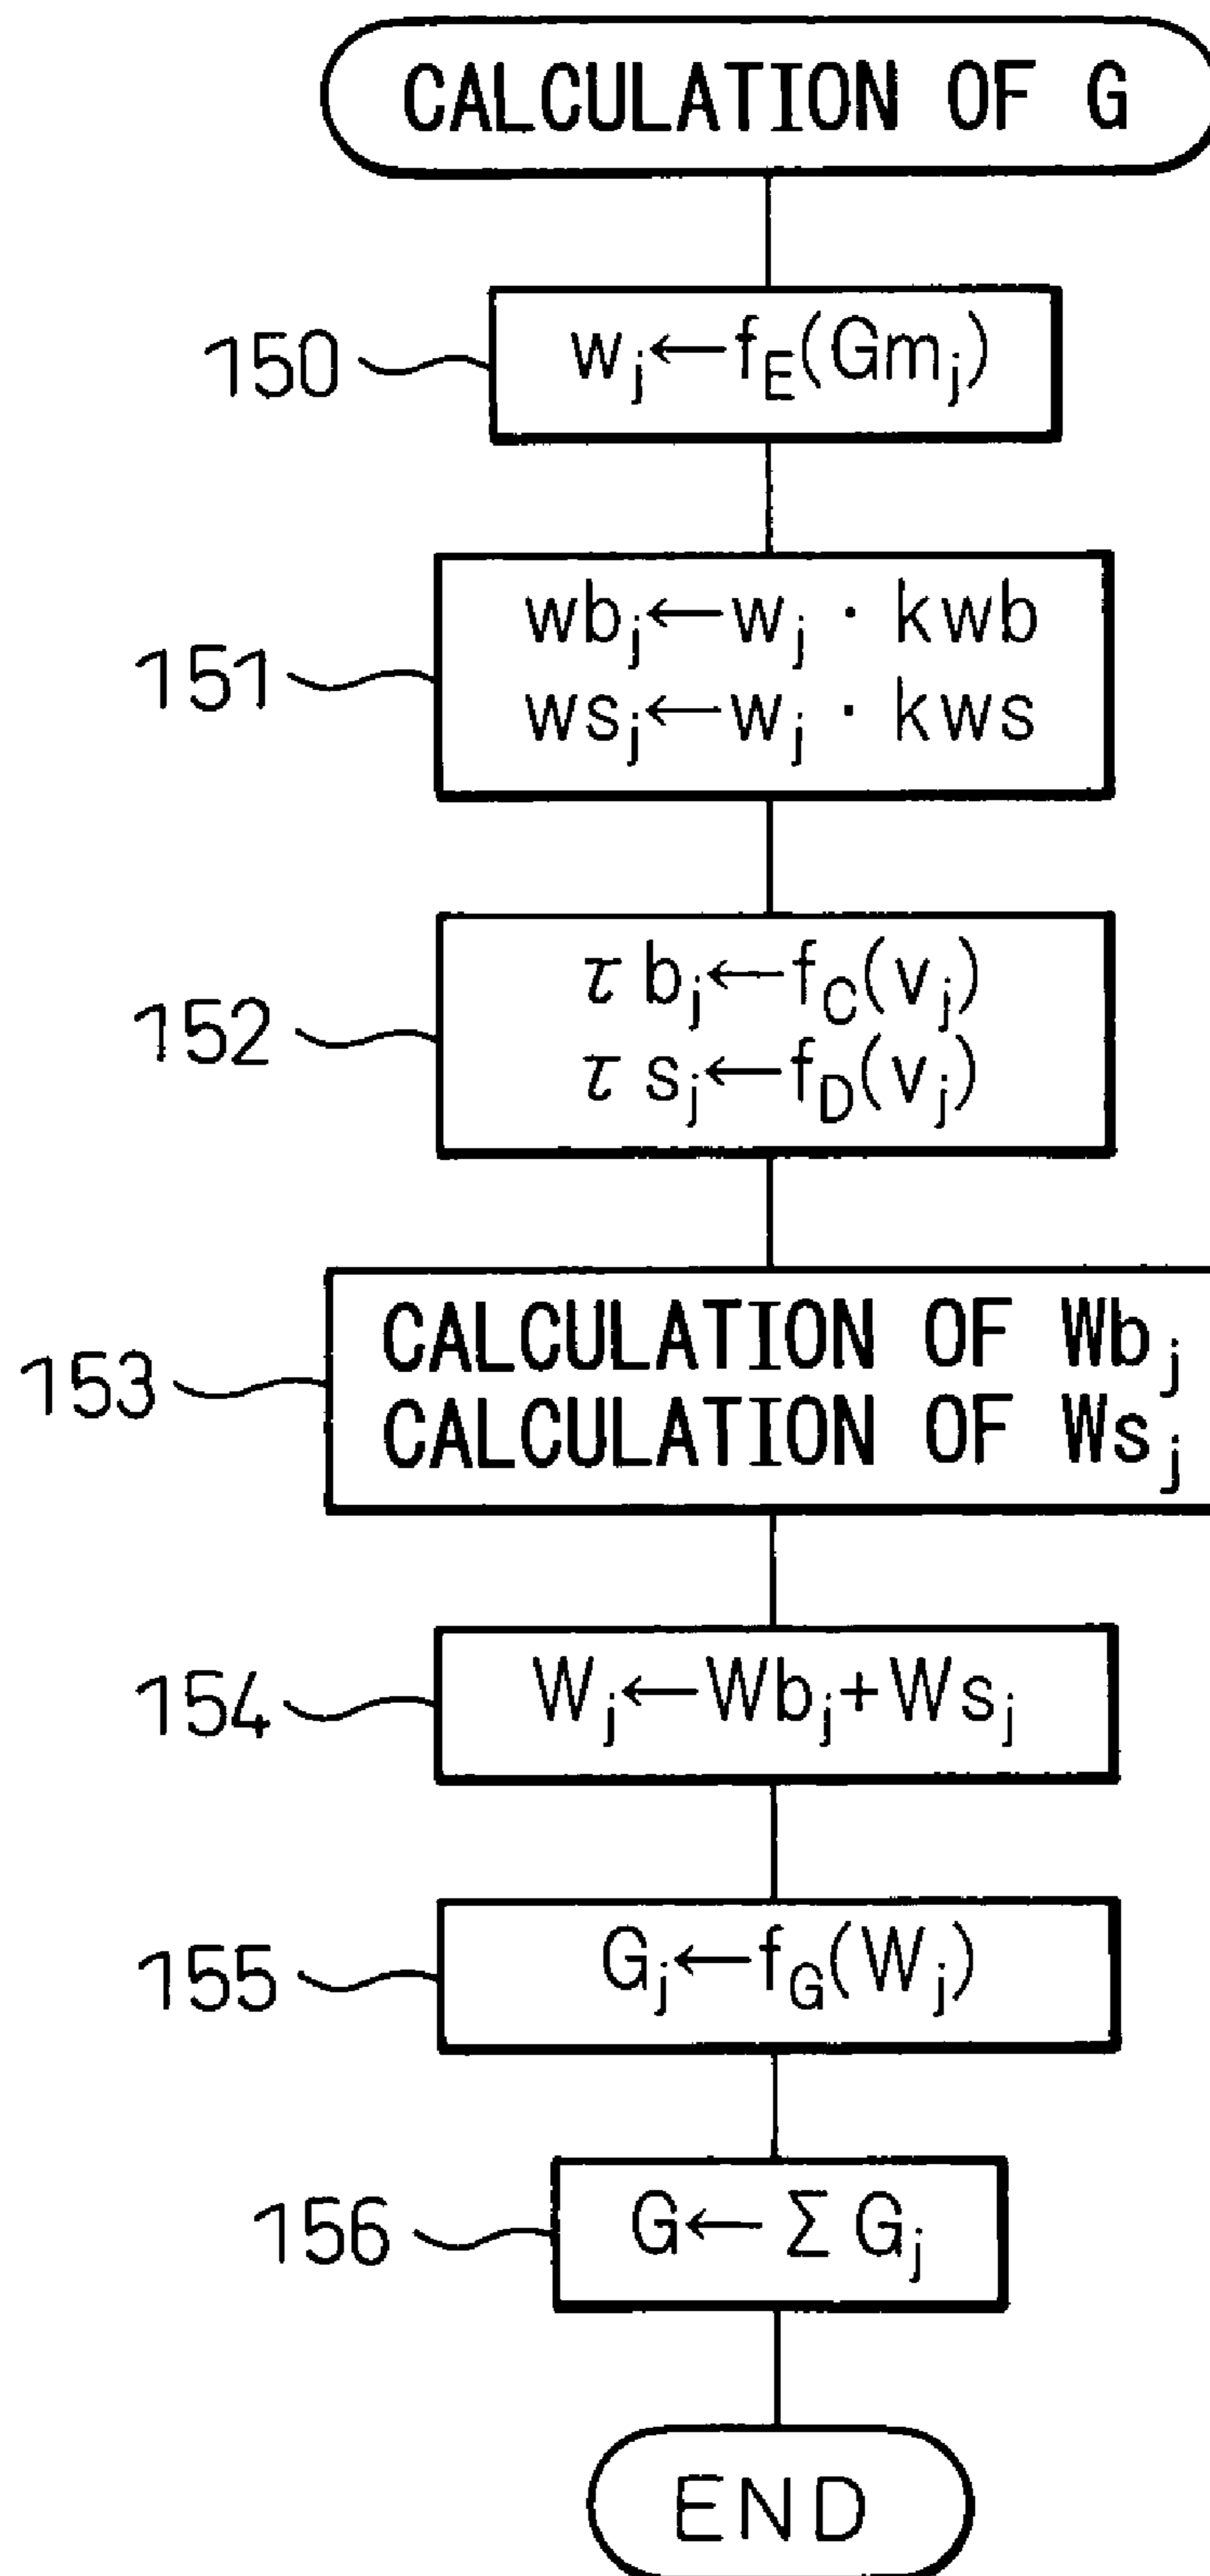 CALCULATION OF G
150
w_j←f_E(Gm_j)
151
wb_j←w_j · kwb
ws_j←w_j · kws
152
τb_j←f_C(v_j)
τs_j←f_D(v_j)
153
CALCULATION OF Wb_j
CALCULATION OF Ws_j
154
W_j←Wb_j+Ws_j
155
G_j←f_G(W_j)
156
G←ΣG_j
END